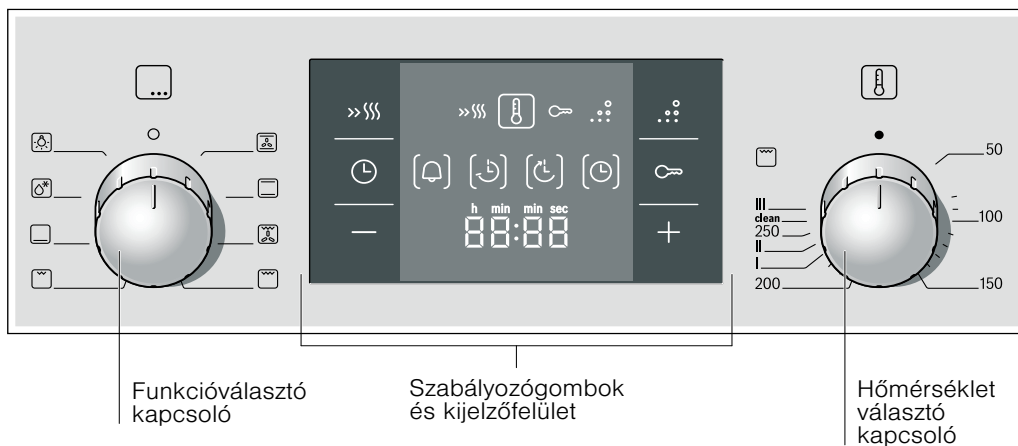 h min min sec
88:88
50
100
150
III
clean
250
II
I
200
Funkcióválasztó
kapcsoló
Szabályozógombok
és kijelzőfelület
Hőmérséklet
választó
kapcsoló